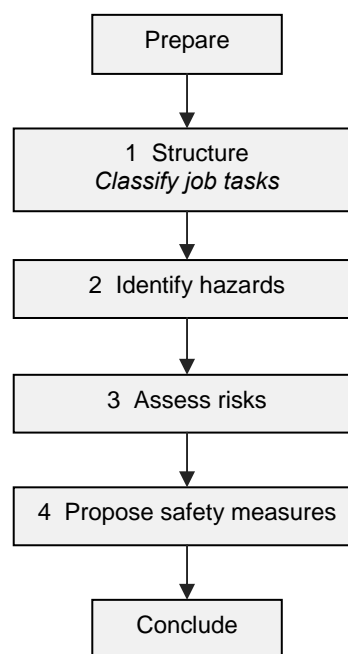 Prepare
1 Structure
Classify job tasks
2 Identify hazards
3 Assess risks
4 Propose safety measures
Conclude